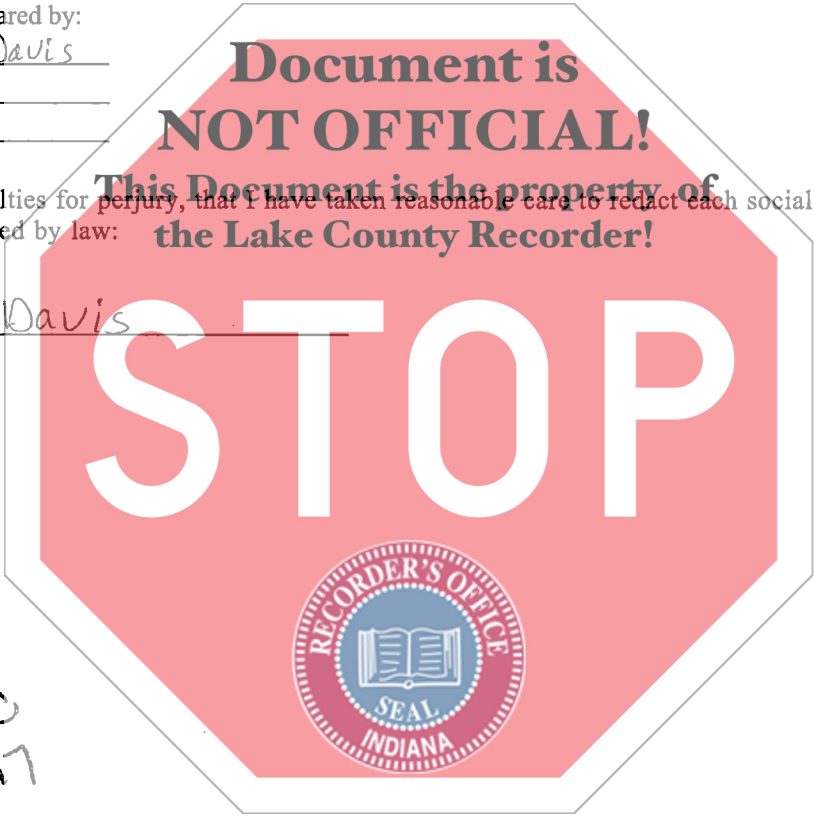 ared by:
Document is
Davis
NOT OFFICIAL!
This Document is the property of
lties for perjury, that I have taken reasonable care to redact each social
ed by law:
the Lake County Recorder!
Davis
STOP
RECORDER'S OFFICE
SEAL
INDIANA